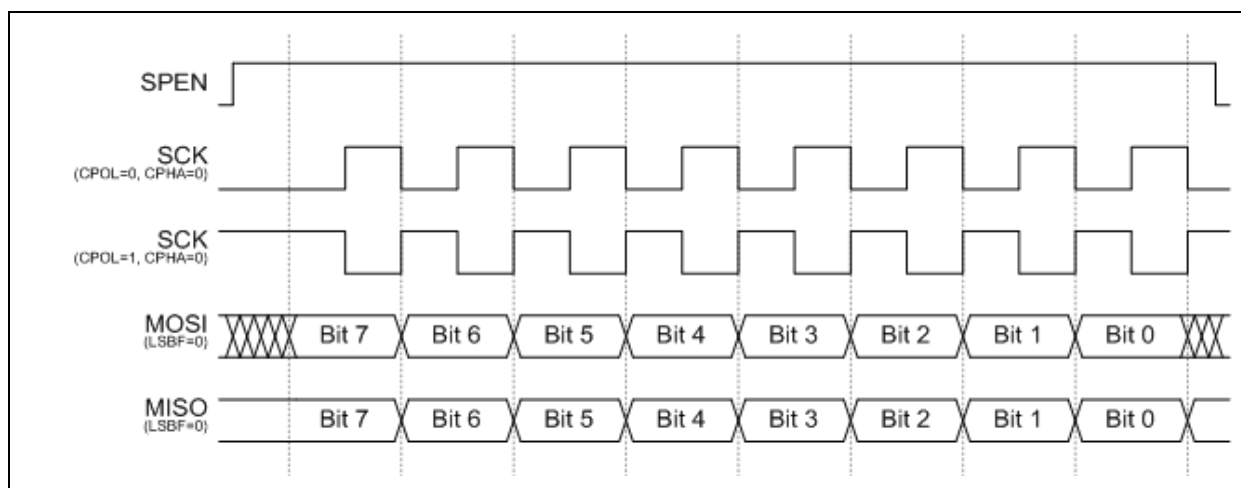 SPEN
SCK
(CPOL=0, CPHA=0)
SCK
(CPOL=1, CPHA=0)
MOSI
(LSBF=0)
Bit 7 Bit 6 Bit 5 Bit 4 Bit 3 Bit 2 Bit 1 Bit 0
MISO
(LSBF=0)
Bit 7 Bit 6 Bit 5 Bit 4 Bit 3 Bit 2 Bit 1 Bit 0